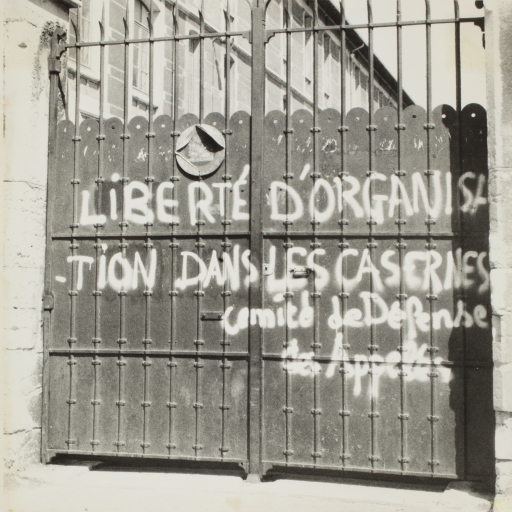 LIBERTÉ D'ORGANISA
-TION DANS LES CASERNES
Comité de Défense
des Appelés